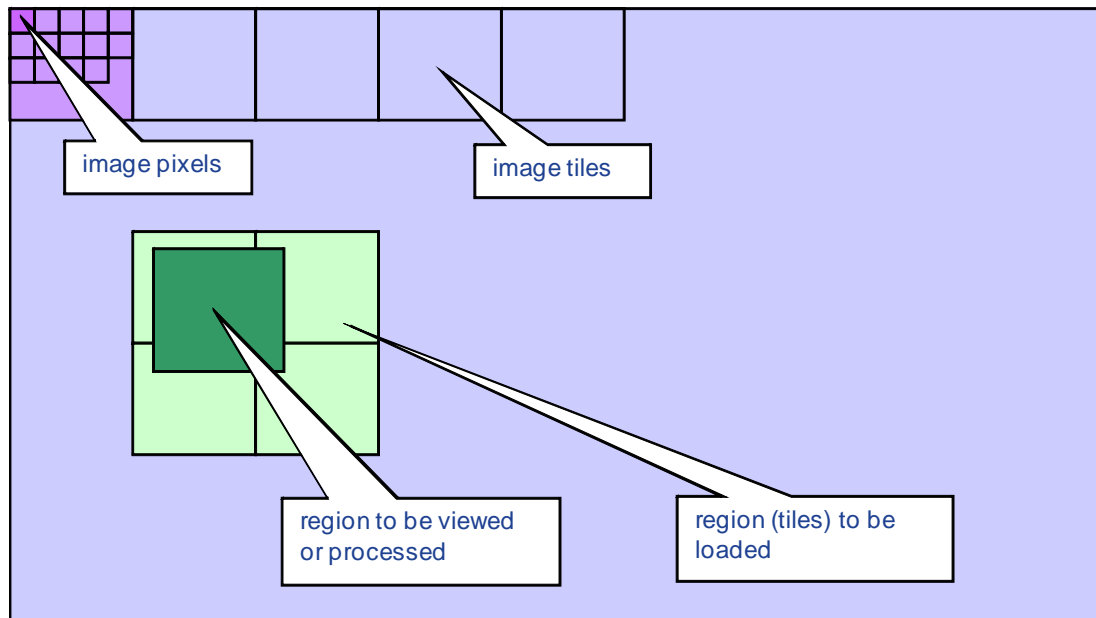 image pixels
image tiles
region to be viewed
or processed
region (tiles) to be
loaded